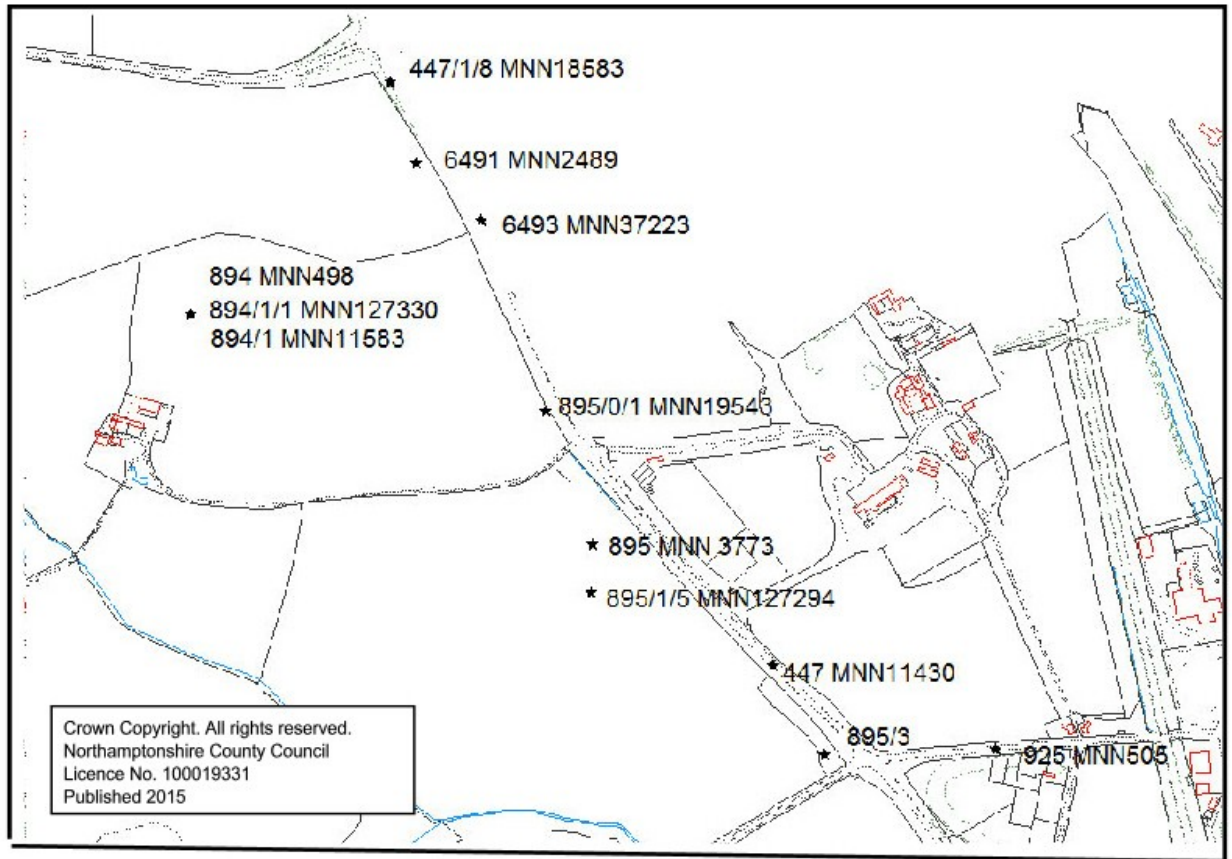 447/1/8 MNN18583
6491 MNN2489
6493 MNN37223
894 MNN498
894/1/1 MNN127330
894/1 MNN11583
895/0/1 MNN19543
895 MNN 3773
895/1/5 MNN127294
447 MNN11430
895/3
925 MNN505
Crown Copyright. All rights reserved.
Northamptonshire County Council
Licence No. 100019331
Published 2015